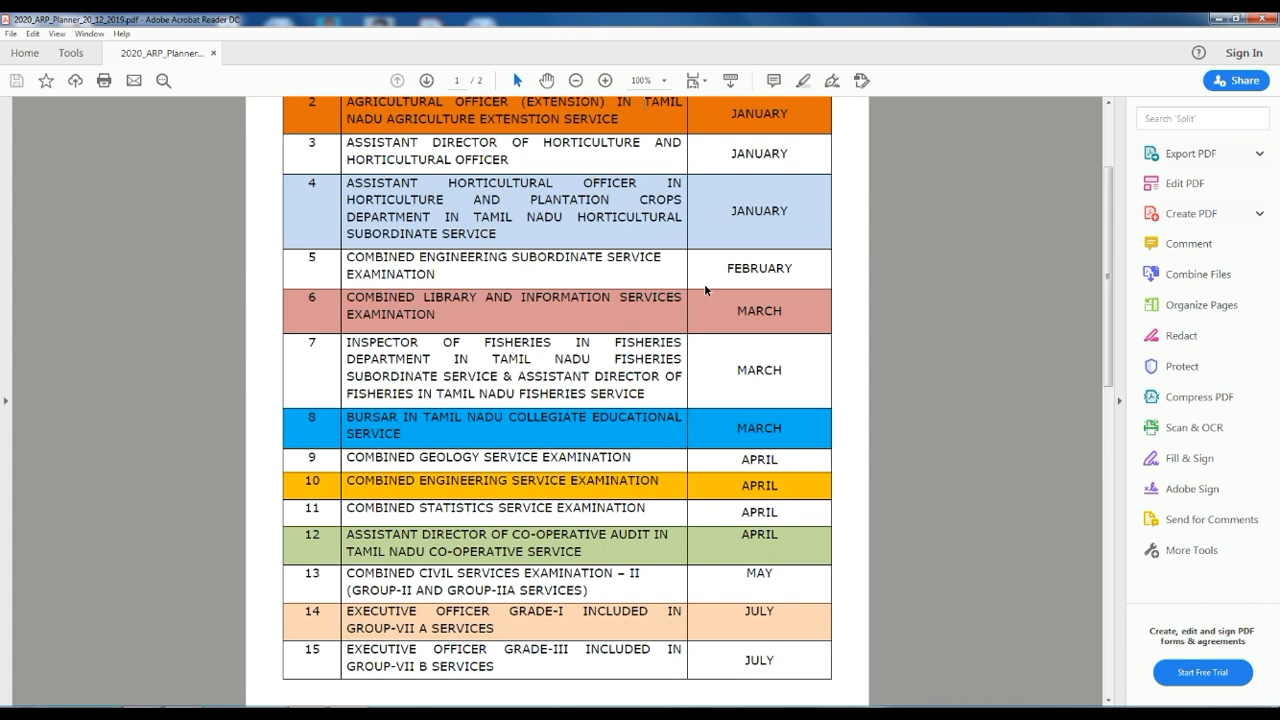 2020_ARP_Planner_20_12_2019.pdf - Adobe Acrobat Reader DC
File Edit View Window Help
Home Tools 2020_ARP_Planner... × Sign In
1 / 2 100% Share
2 AGRICULTURAL OFFICER (EXTENSION) IN TAMIL
NADU AGRICULTURE EXTENSTION SERVICE JANUARY
3 ASSISTANT DIRECTOR OF HORTICULTURE AND
HORTICULTURAL OFFICER JANUARY
4 ASSISTANT HORTICULTURAL OFFICER IN
HORTICULTURE AND PLANTATION CROPS
DEPARTMENT IN TAMIL NADU HORTICULTURAL
SUBORDINATE SERVICE
JANUARY
5 COMBINED ENGINEERING SUBORDINATE SERVICE
EXAMINATION FEBRUARY
6 COMBINED LIBRARY AND INFORMATION SERVICES
EXAMINATION MARCH
7 INSPECTOR OF FISHERIES IN FISHERIES
DEPARTMENT IN TAMIL NADU FISHERIES
SUBORDINATE SERVICE & ASSISTANT DIRECTOR OF
FISHERIES IN TAMIL NADU FISHERIES SERVICE
MARCH
8 BURSAR IN TAMIL NADU COLLEGIATE EDUCATIONAL
SERVICE MARCH
9 COMBINED GEOLOGY SERVICE EXAMINATION APRIL
10 COMBINED ENGINEERING SERVICE EXAMINATION APRIL
11 COMBINED STATISTICS SERVICE EXAMINATION APRIL
12 ASSISTANT DIRECTOR OF CO-OPERATIVE AUDIT IN APRIL
TAMIL NADU CO-OPERATIVE SERVICE
13 COMBINED CIVIL SERVICES EXAMINATION – II MAY
(GROUP-II AND GROUP-IIA SERVICES)
14 EXECUTIVE OFFICER GRADE-I INCLUDED IN JULY
GROUP-VII A SERVICES
15 EXECUTIVE OFFICER GRADE-III INCLUDED IN
GROUP-VII B SERVICES JULY
Search 'Split'
Export PDF
Edit PDF
Create PDF
Comment
Combine Files
Organize Pages
Redact
Protect
Compress PDF
Scan & OCR
Fill & Sign
Adobe Sign
Send for Comments
More Tools
Create, edit and sign PDF
forms & agreements
Start Free Trial